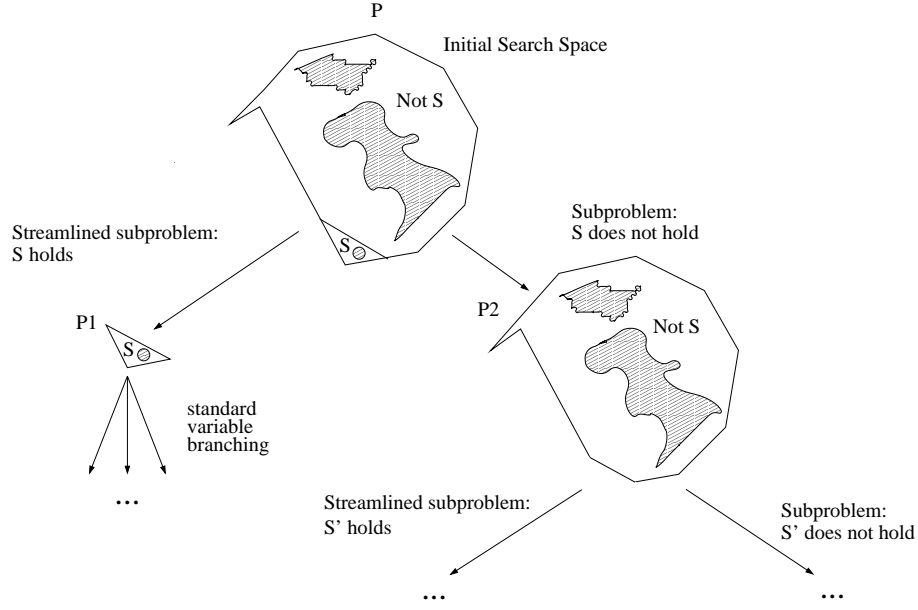 P
Initial Search Space
Not S
Streamlined subproblem:
S holds
S
Subproblem:
S does not hold
P1
S
P2
Not S
standard
variable
branching
...
Streamlined subproblem:
S' holds
Subproblem:
S' does not hold
...
...